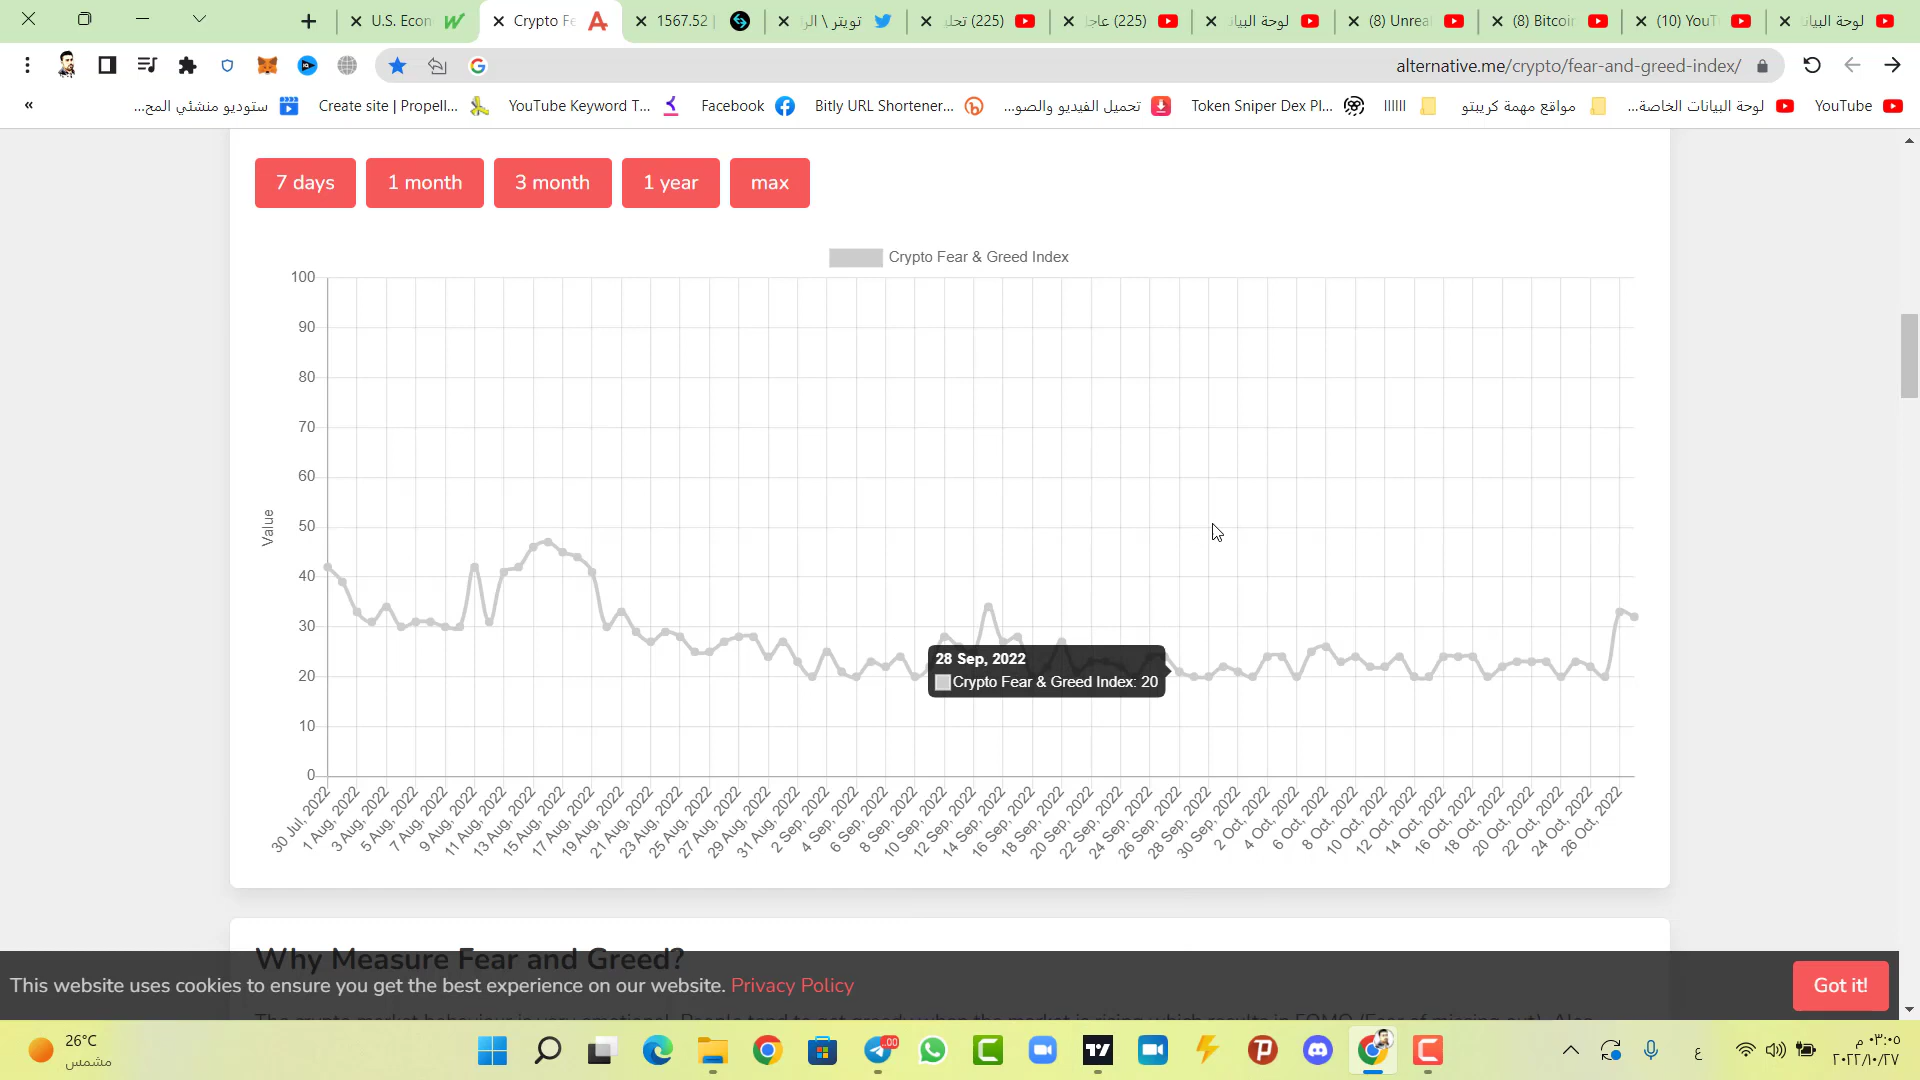 U.S. Econ
Crypto Fe
1567.52
تويتر \ الر
(225) تحلي
(225) عاجل
لوحة البيان
(8) Unrea
(8) Bitcoin
(10) YouT
لوحة البيانا
alternative.me/crypto/fear-and-greed-index/
«
ستوديو منشئي المح...
Create site | Propell...
YouTube Keyword T...
Facebook
Bitly URL Shortener...
تحميل الفيديو والصو...
Token Sniper Dex Pl...
llllll
مواقع مهمة كريبتو
لوحة البيانات الخاصة...
YouTube
7 days
1 month
3 month
1 year
max
Crypto Fear & Greed Index
100
90
80
70
60
50
40
30
20
10
0
Value
28 Sep, 2022
Crypto Fear & Greed Index: 20
30 Jul, 2022
1 Aug, 2022
3 Aug, 2022
5 Aug, 2022
7 Aug, 2022
9 Aug, 2022
11 Aug, 2022
13 Aug, 2022
15 Aug, 2022
17 Aug, 2022
19 Aug, 2022
21 Aug, 2022
23 Aug, 2022
25 Aug, 2022
27 Aug, 2022
29 Aug, 2022
31 Aug, 2022
2 Sep, 2022
4 Sep, 2022
6 Sep, 2022
8 Sep, 2022
10 Sep, 2022
12 Sep, 2022
14 Sep, 2022
16 Sep, 2022
18 Sep, 2022
20 Sep, 2022
22 Sep, 2022
24 Sep, 2022
26 Sep, 2022
28 Sep, 2022
30 Sep, 2022
2 Oct, 2022
4 Oct, 2022
6 Oct, 2022
8 Oct, 2022
10 Oct, 2022
12 Oct, 2022
14 Oct, 2022
16 Oct, 2022
18 Oct, 2022
20 Oct, 2022
22 Oct, 2022
24 Oct, 2022
26 Oct, 2022
Why Measure Fear and Greed?
This website uses cookies to ensure you get the best experience on our website. Privacy Policy
Got it!
26°C
مشمس
ع
٠٣:٠٥ م
٢٠٢٢/١٠/٢٧